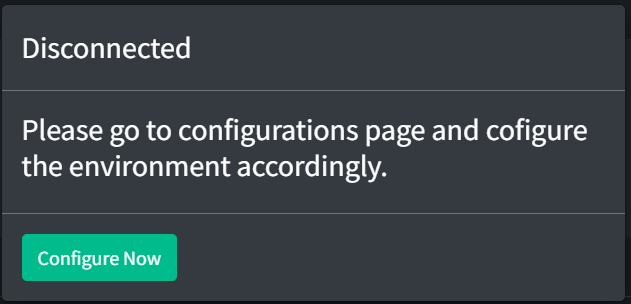 Disconnected
Please go to configurations page and cofigure
the environment accordingly.
Configure Now